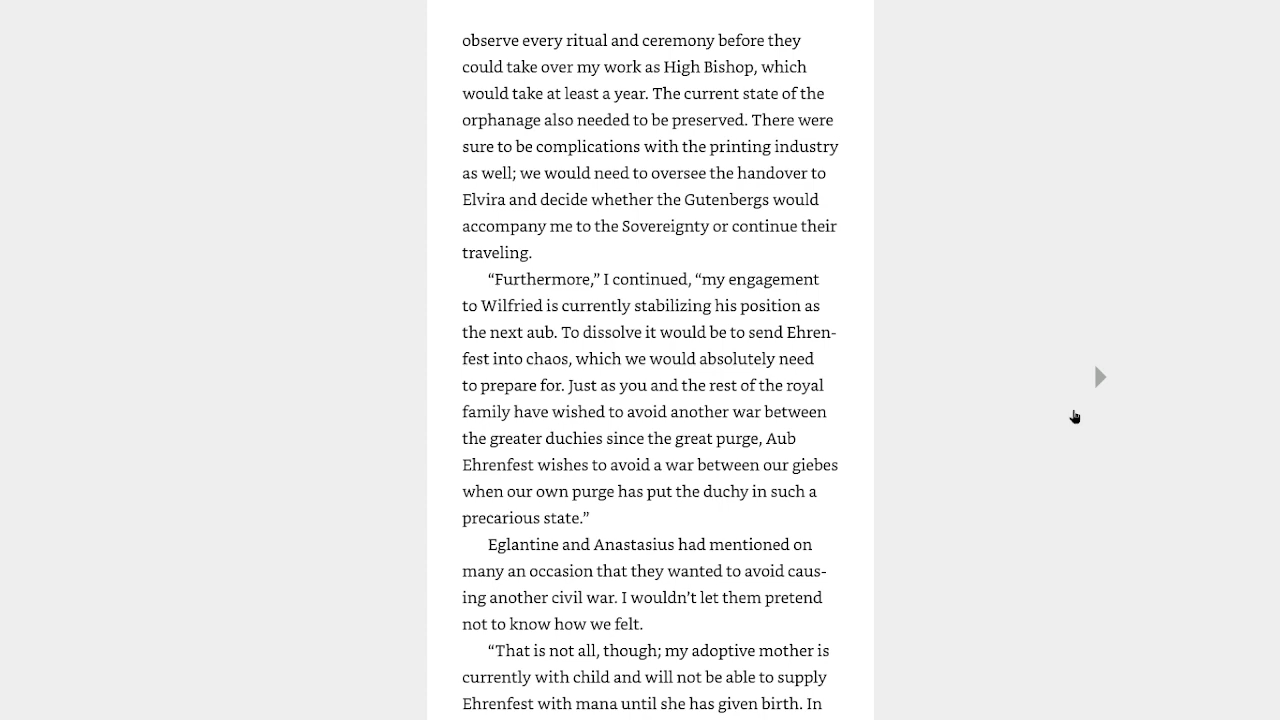 observe every ritual and ceremony before they
could take over my work as High Bishop, which
would take at least a year. The current state of the
orphanage also needed to be preserved. There were
sure to be complications with the printing industry
as well; we would need to oversee the handover to
Elvira and decide whether the Gutenbergs would
accompany me to the Sovereignty or continue their
traveling.
“Furthermore,” I continued, “my engagement
to Wilfried is currently stabilizing his position as
the next aub. To dissolve it would be to send Ehren-
fest into chaos, which we would absolutely need
to prepare for. Just as you and the rest of the royal
family have wished to avoid another war between
the greater duchies since the great purge, Aub
Ehrenfest wishes to avoid a war between our giebes
when our own purge has put the duchy in such a
precarious state.”
Eglantine and Anastasius had mentioned on
many an occasion that they wanted to avoid caus-
ing another civil war. I wouldn’t let them pretend
not to know how we felt.
“That is not all, though; my adoptive mother is
currently with child and will not be able to supply
Ehrenfest with mana until she has given birth. In